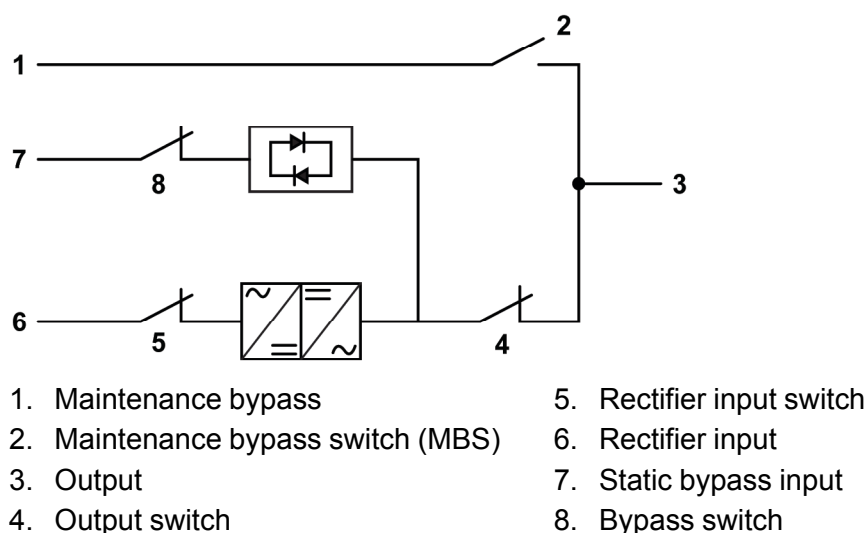 2
1
7
8
3
6
5
4
1. Maintenance bypass
2. Maintenance bypass switch (MBS)
3. Output
4. Output switch
5. Rectifier input switch
6. Rectifier input
7. Static bypass input
8. Bypass switch